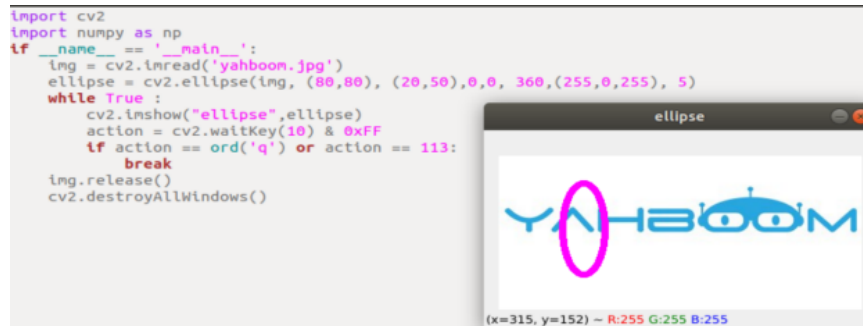 import cv2
import numpy as np
if __name__ == '__main__':
    img = cv2.imread('yahboom.jpg')
    ellipse = cv2.ellipse(img, (80,80), (20,50),0,0, 360,(255,0,255), 5)
    while True :
        cv2.imshow("ellipse",ellipse)
        action = cv2.waitKey(10) & 0xFF
        if action == ord('q') or action == 113:
            break
    img.release()
    cv2.destroyAllWindows()
ellipse
YAHBOOM
(x=315, y=152) ~ R:255 G:255 B:255